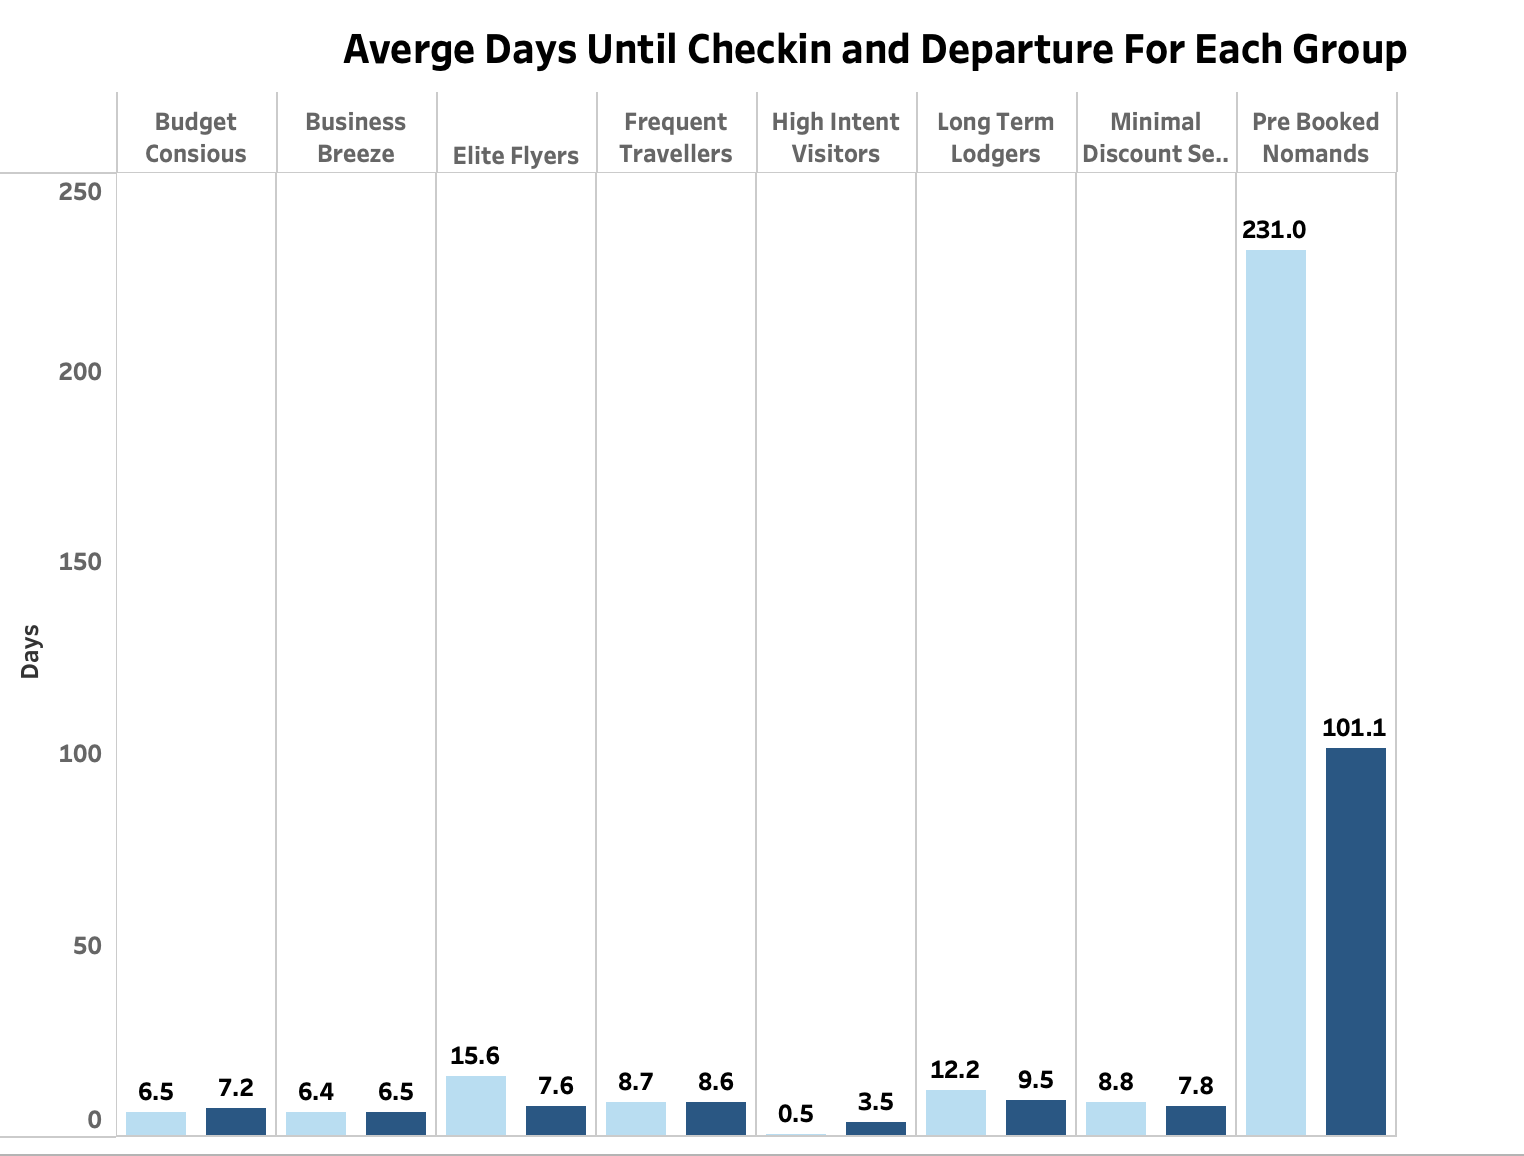 Averge Days Until Checkin and Departure For Each Group
Budget
Consious
Business
Breeze
Elite Flyers
Frequent
Travellers
High Intent
Visitors
Long Term
Lodgers
Minimal
Discount Se..
Pre Booked
Nomands
250
200
150
100
50
0
Days
6.5
7.2
6.4
6.5
15.6
7.6
8.7
8.6
0.5
3.5
12.2
9.5
8.8
7.8
231.0
101.1